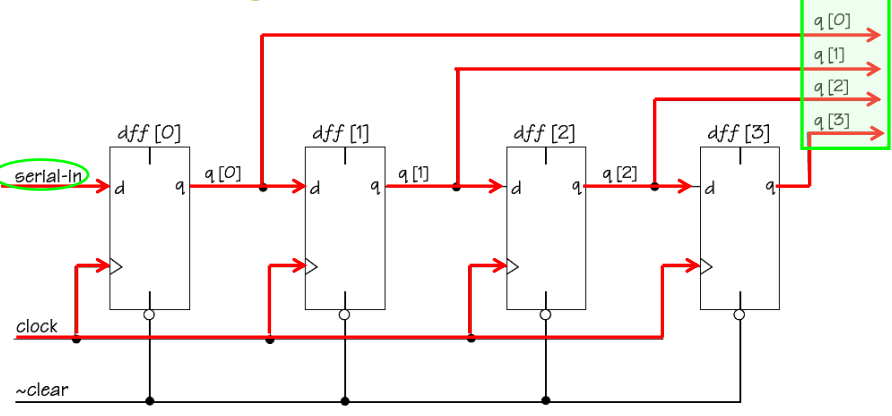 q [0]
q [1]
q [2]
q [3]
dff [0]
dff [1]
dff [2]
dff [3]
serial-in
d
q
q [0]
d
q
q [1]
d
q
q [2]
d
q
clock
~clear